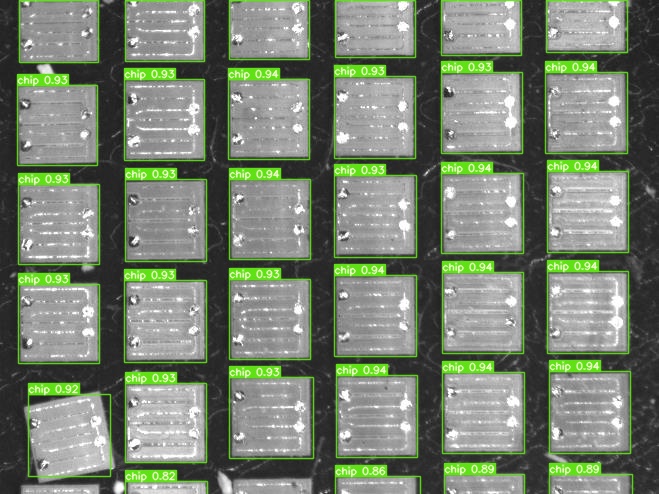 chip 0.93 chip 0.94 chip 0.93 chip 0.93 chip 0.94
chip 0.93
chip 0.93 chip 0.93 chip 0.94 chip 0.93 chip 0.94 chip 0.94
chip 0.93 chip 0.93 chip 0.93 chip 0.94 chip 0.94 chip 0.94
chip 0.92 chip 0.93 chip 0.93 chip 0.94 chip 0.94 chip 0.94
chip 0.82 chip 0.86 chip 0.89 chip 0.89